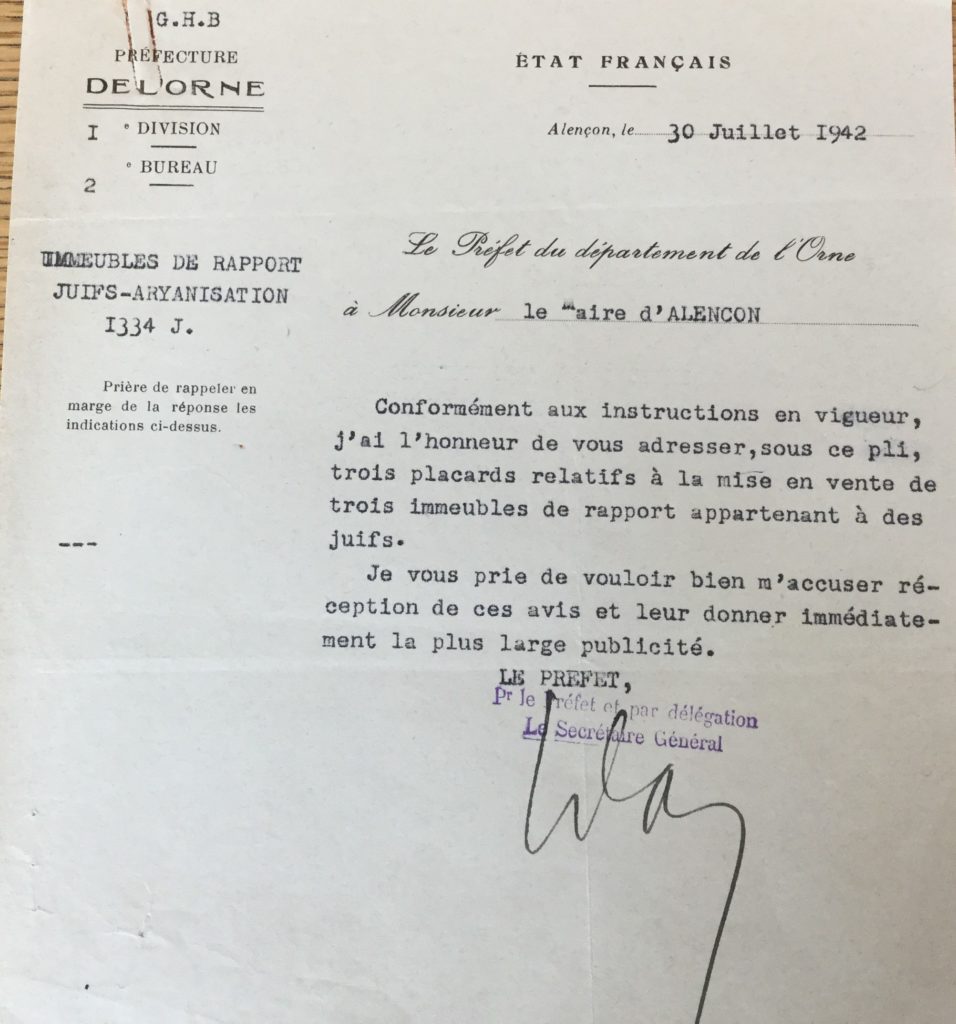 G.H.B
PRÉFECTURE
DE L'ORNE
I e DIVISION
2 e BUREAU
ÉTAT FRANÇAIS
Alençon, le 30 Juillet I942
IMMEUBLES DE RAPPORT
JUIFS-ARYANISATION
I334 J.
Prière de rappeler en
marge de la réponse les
indications ci-dessus.
---
Le Préfet du département de l'Orne
à Monsieur le maire d'ALENCON
Conformément aux instructions en vigueur,
j'ai l'honneur de vous adresser,sous ce pli,
trois placards relatifs à la mise en vente de
trois immeubles de rapport appartenant à des
juifs.
Je vous prie de vouloir bien m'accuser ré-
ception de ces avis et leur donner immédiate-
ment la plus large publicité.
LE PREFET,
Pr le Préfet et par délégation
Le Secrétaire Général